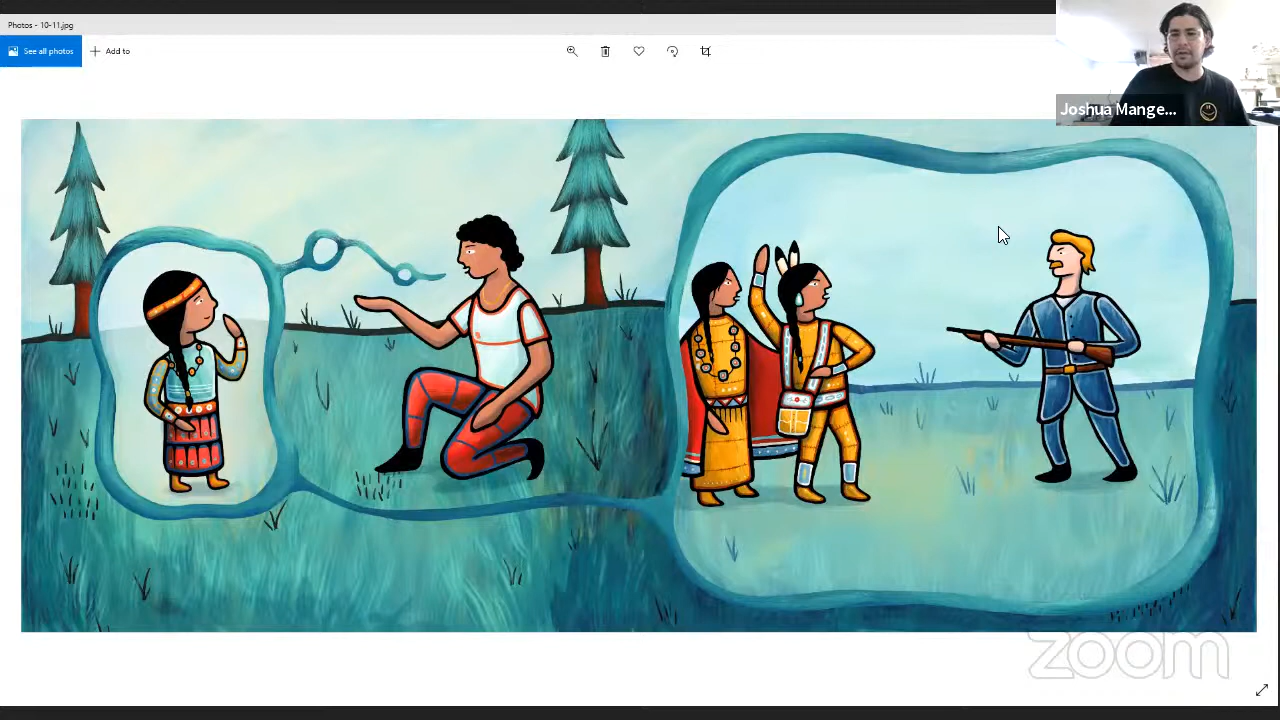 Photos - 10-11.jpg
See all photos
Add to
Joshua Mange...
zoom